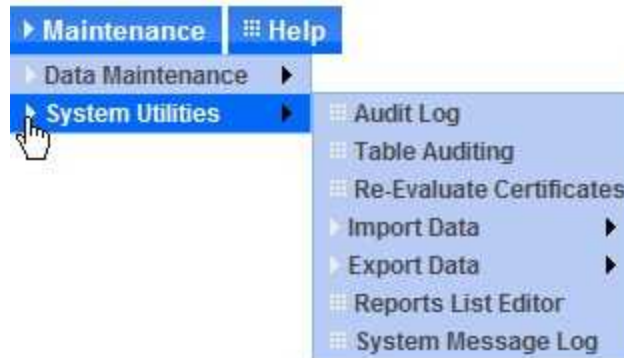 Maintenance
Help
Data Maintenance
System Utilities
Audit Log
Table Auditing
Re-Evaluate Certificates
Import Data
Export Data
Reports List Editor
System Message Log